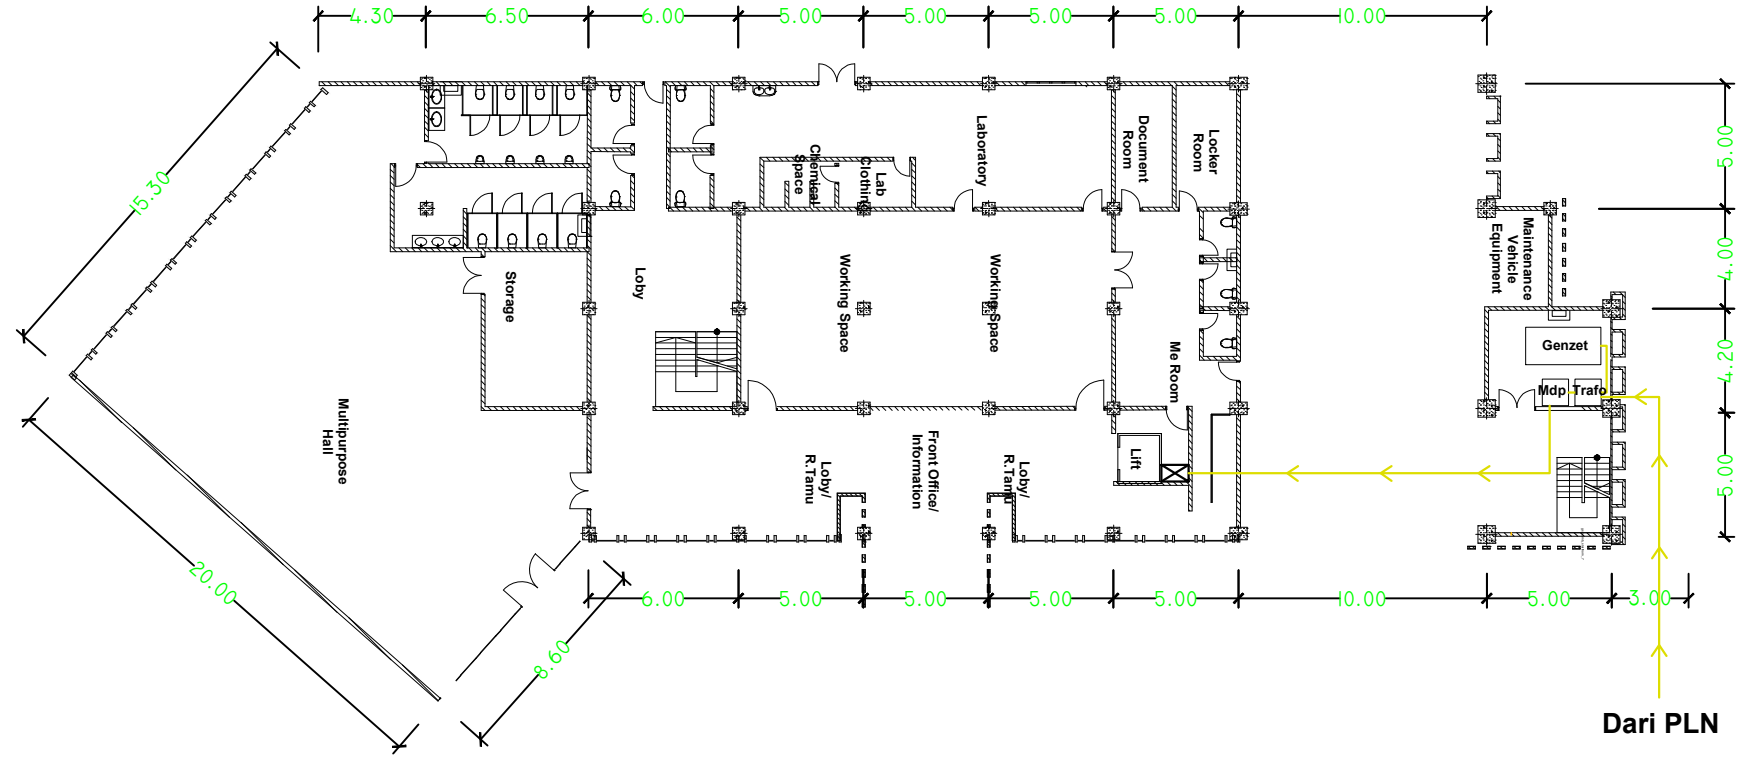 4.30
6.50
6.00
5.00
5.00
5.00
5.00
10.00
15.30
Laboratory
Document
Room
Locker
Room
Chemical
Space
Lab
Clothing
5.00
Storage
Loby
Working Space
Working Space
Maintanance
Vehicle
Equipment
4.00
Me Room
Genzet
Mdp
Trafo
4.20
Multipurpose
Hall
Loby/
R.Tamu
Front Office/
Information
Loby/
R.Tamu
Lift
5.00
20.00
8.60
6.00
5.00
5.00
5.00
5.00
10.00
5.00
3.00
Dari PLN